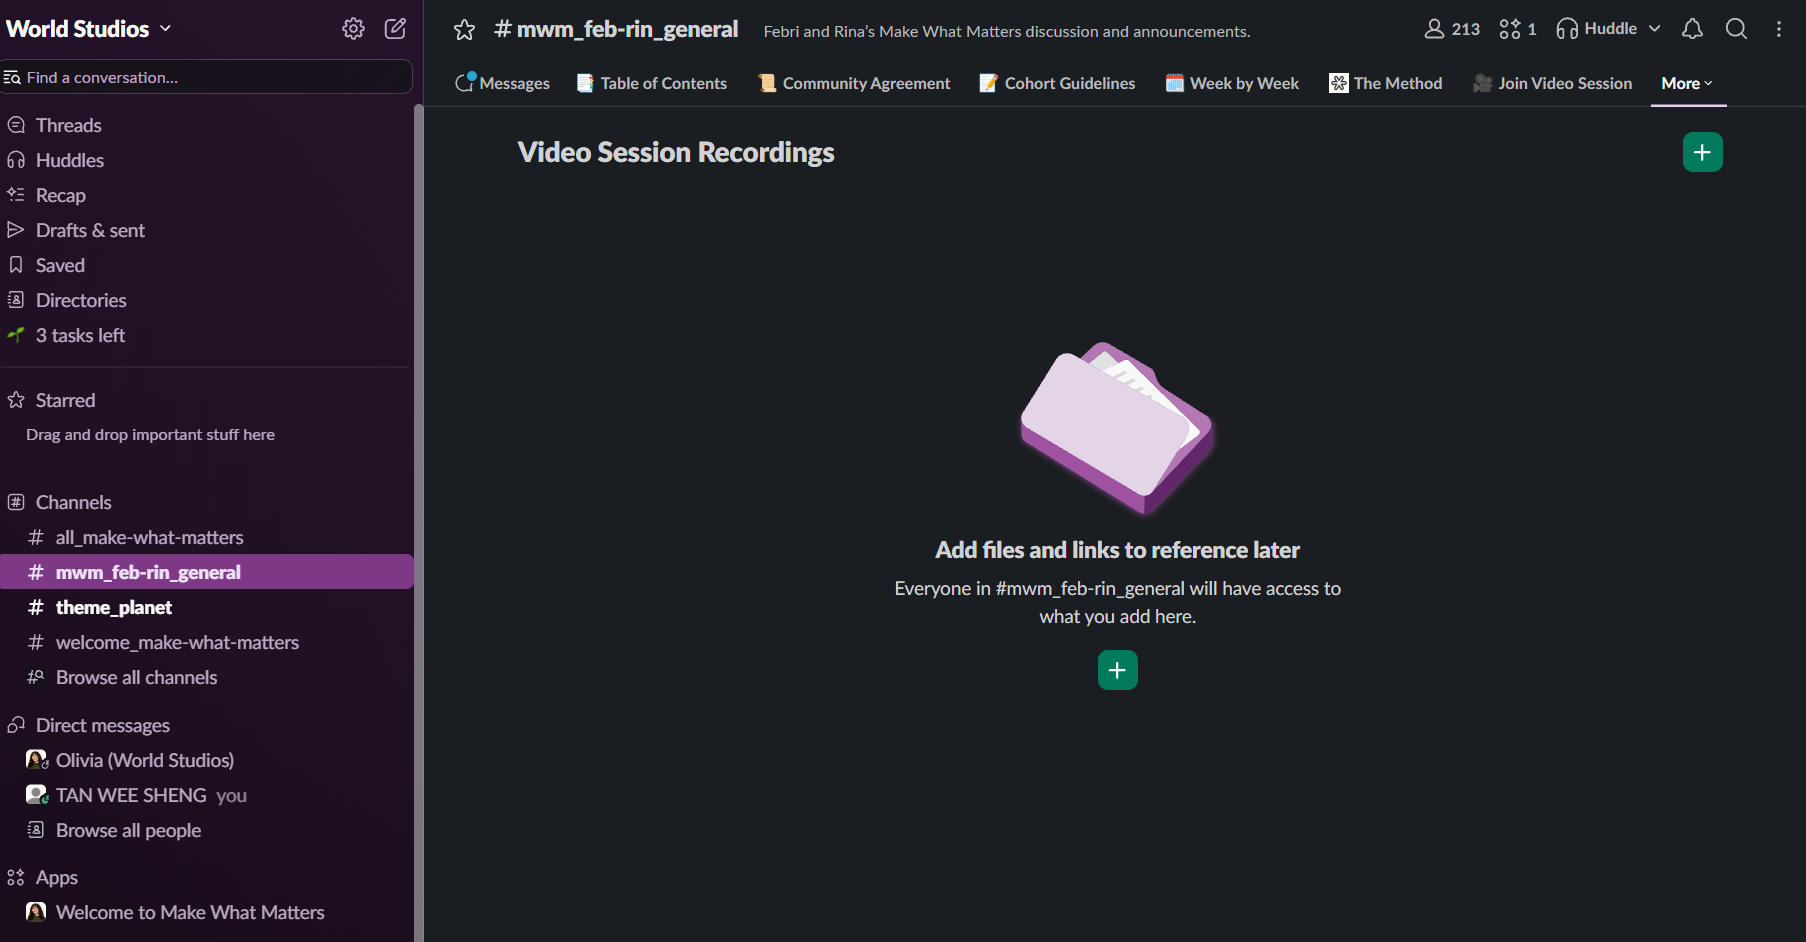 World Studios
Find a conversation...
Threads
Huddles
Recap
Drafts & sent
Saved
Directories
3 tasks left
Starred
Drag and drop important stuff here
Channels
# all_make-what-matters
# mwm_feb-rin_general
# theme_planet
# welcome_make-what-matters
Browse all channels
Direct messages
Olivia (World Studios)
TAN WEE SHENG you
Browse all people
Apps
Welcome to Make What Matters
# mwm_feb-rin_general Febri and Rina's Make What Matters discussion and announcements. 213 1 Huddle
Messages Table of Contents Community Agreement Cohort Guidelines Week by Week The Method Join Video Session More
Video Session Recordings
Add files and links to reference later
Everyone in #mwm_feb-rin_general will have access to
what you add here.